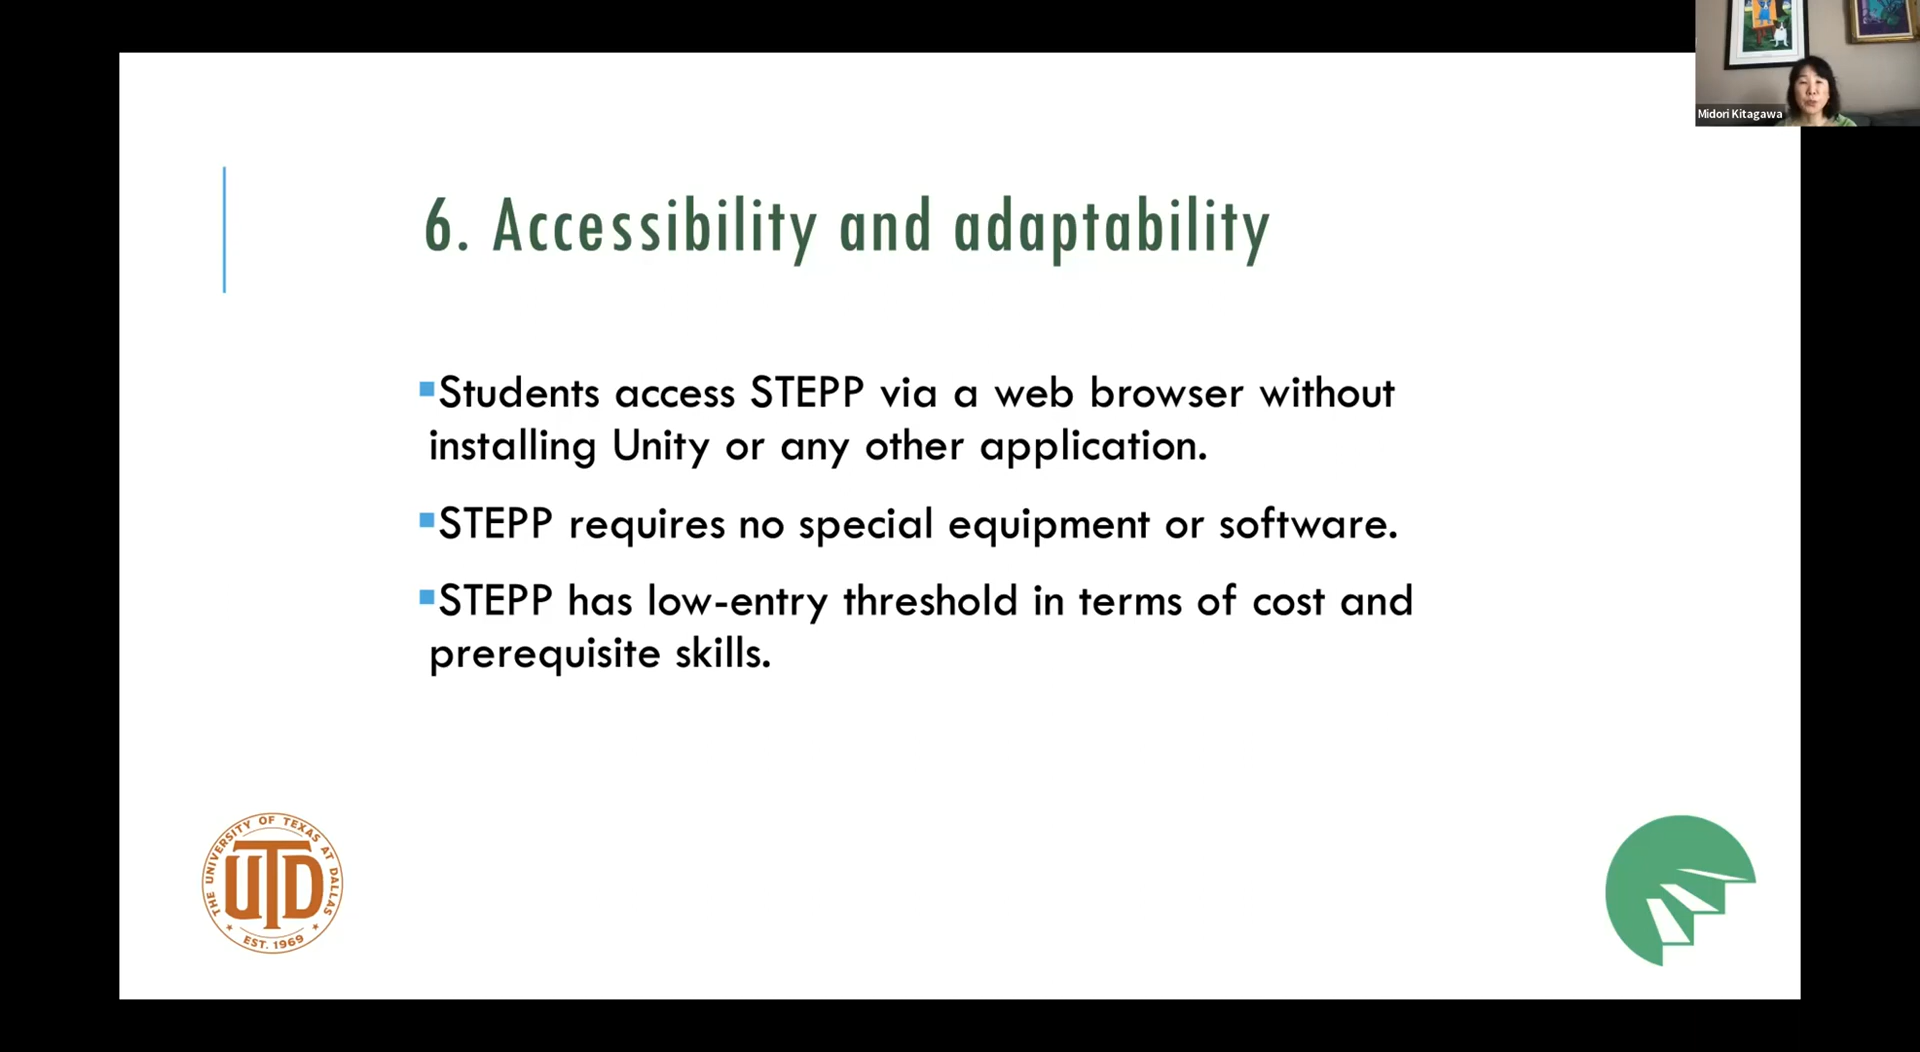 Midori Kitagawa
6. Accessibility and adaptability
Students access STEPP via a web browser without
installing Unity or any other application.
STEPP requires no special equipment or software.
STEPP has low-entry threshold in terms of cost and
prerequisite skills.
THE UNIVERSITY OF TEXAS AT DALLAS
UTD
EST. 1969